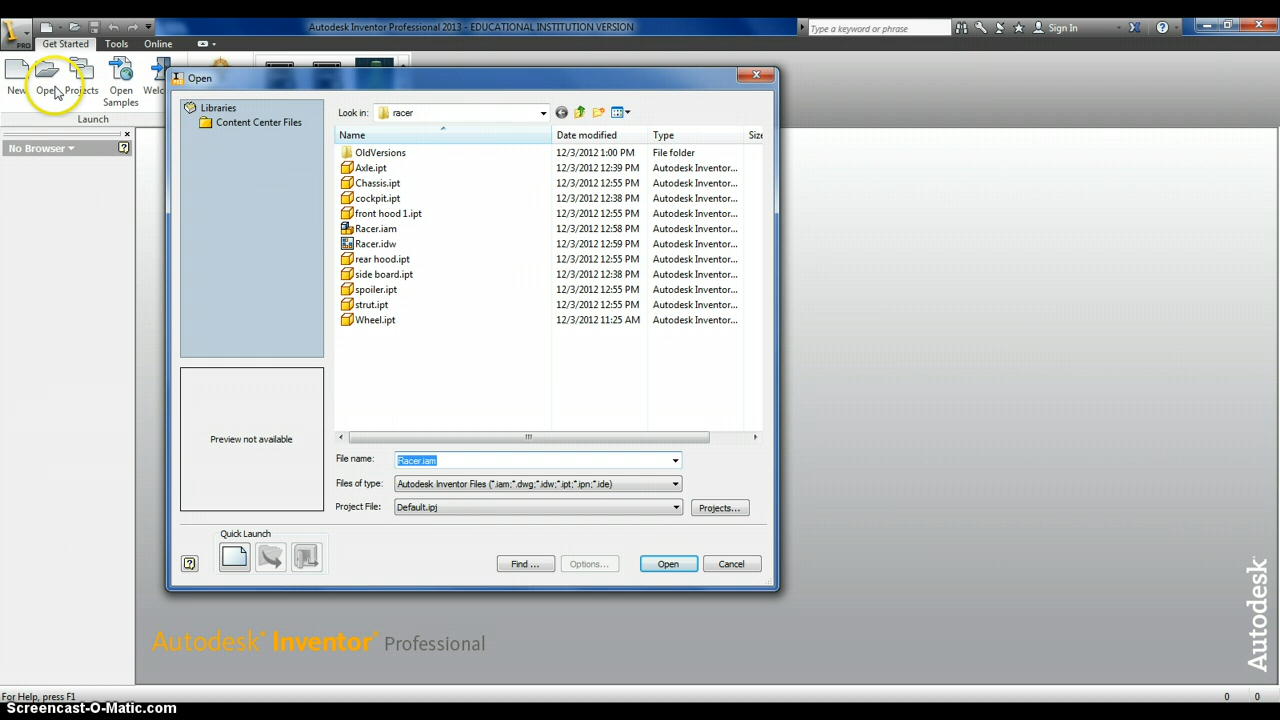 Autodesk Inventor Professional 2013 - EDUCATIONAL INSTITUTION VERSION
Type a keyword or phrase
Sign In
PRO
Get Started Tools Online
New Open Projects Open Samples
Launch
No Browser
Open
Libraries
Content Center Files
Look in: racer
Name Date modified Type Size
OldVersions 12/3/2012 1:00 PM File folder
Axle.ipt 12/3/2012 12:39 PM Autodesk Inventor...
Chassis.ipt 12/3/2012 12:55 PM Autodesk Inventor...
cockpit.ipt 12/3/2012 12:38 PM Autodesk Inventor...
front hood 1.ipt 12/3/2012 12:55 PM Autodesk Inventor...
Racer.iam 12/3/2012 12:58 PM Autodesk Inventor...
Racer.idw 12/3/2012 12:59 PM Autodesk Inventor...
rear hood.ipt 12/3/2012 12:55 PM Autodesk Inventor...
side board.ipt 12/3/2012 12:38 PM Autodesk Inventor...
spoiler.ipt 12/3/2012 12:55 PM Autodesk Inventor...
strut.ipt 12/3/2012 12:55 PM Autodesk Inventor...
Wheel.ipt 12/3/2012 11:25 AM Autodesk Inventor...
Preview not available
File name: Racer.iam
Files of type: Autodesk Inventor Files (*.iam;*.dwg;*.idw;*.ipt;*.ipn;*.ide)
Project File: Default.ipj Projects...
Quick Launch
Find ... Options... Open Cancel
Autodesk® Inventor® Professional
Autodesk
For Help, press F1 0 0
Screencast-O-Matic.com